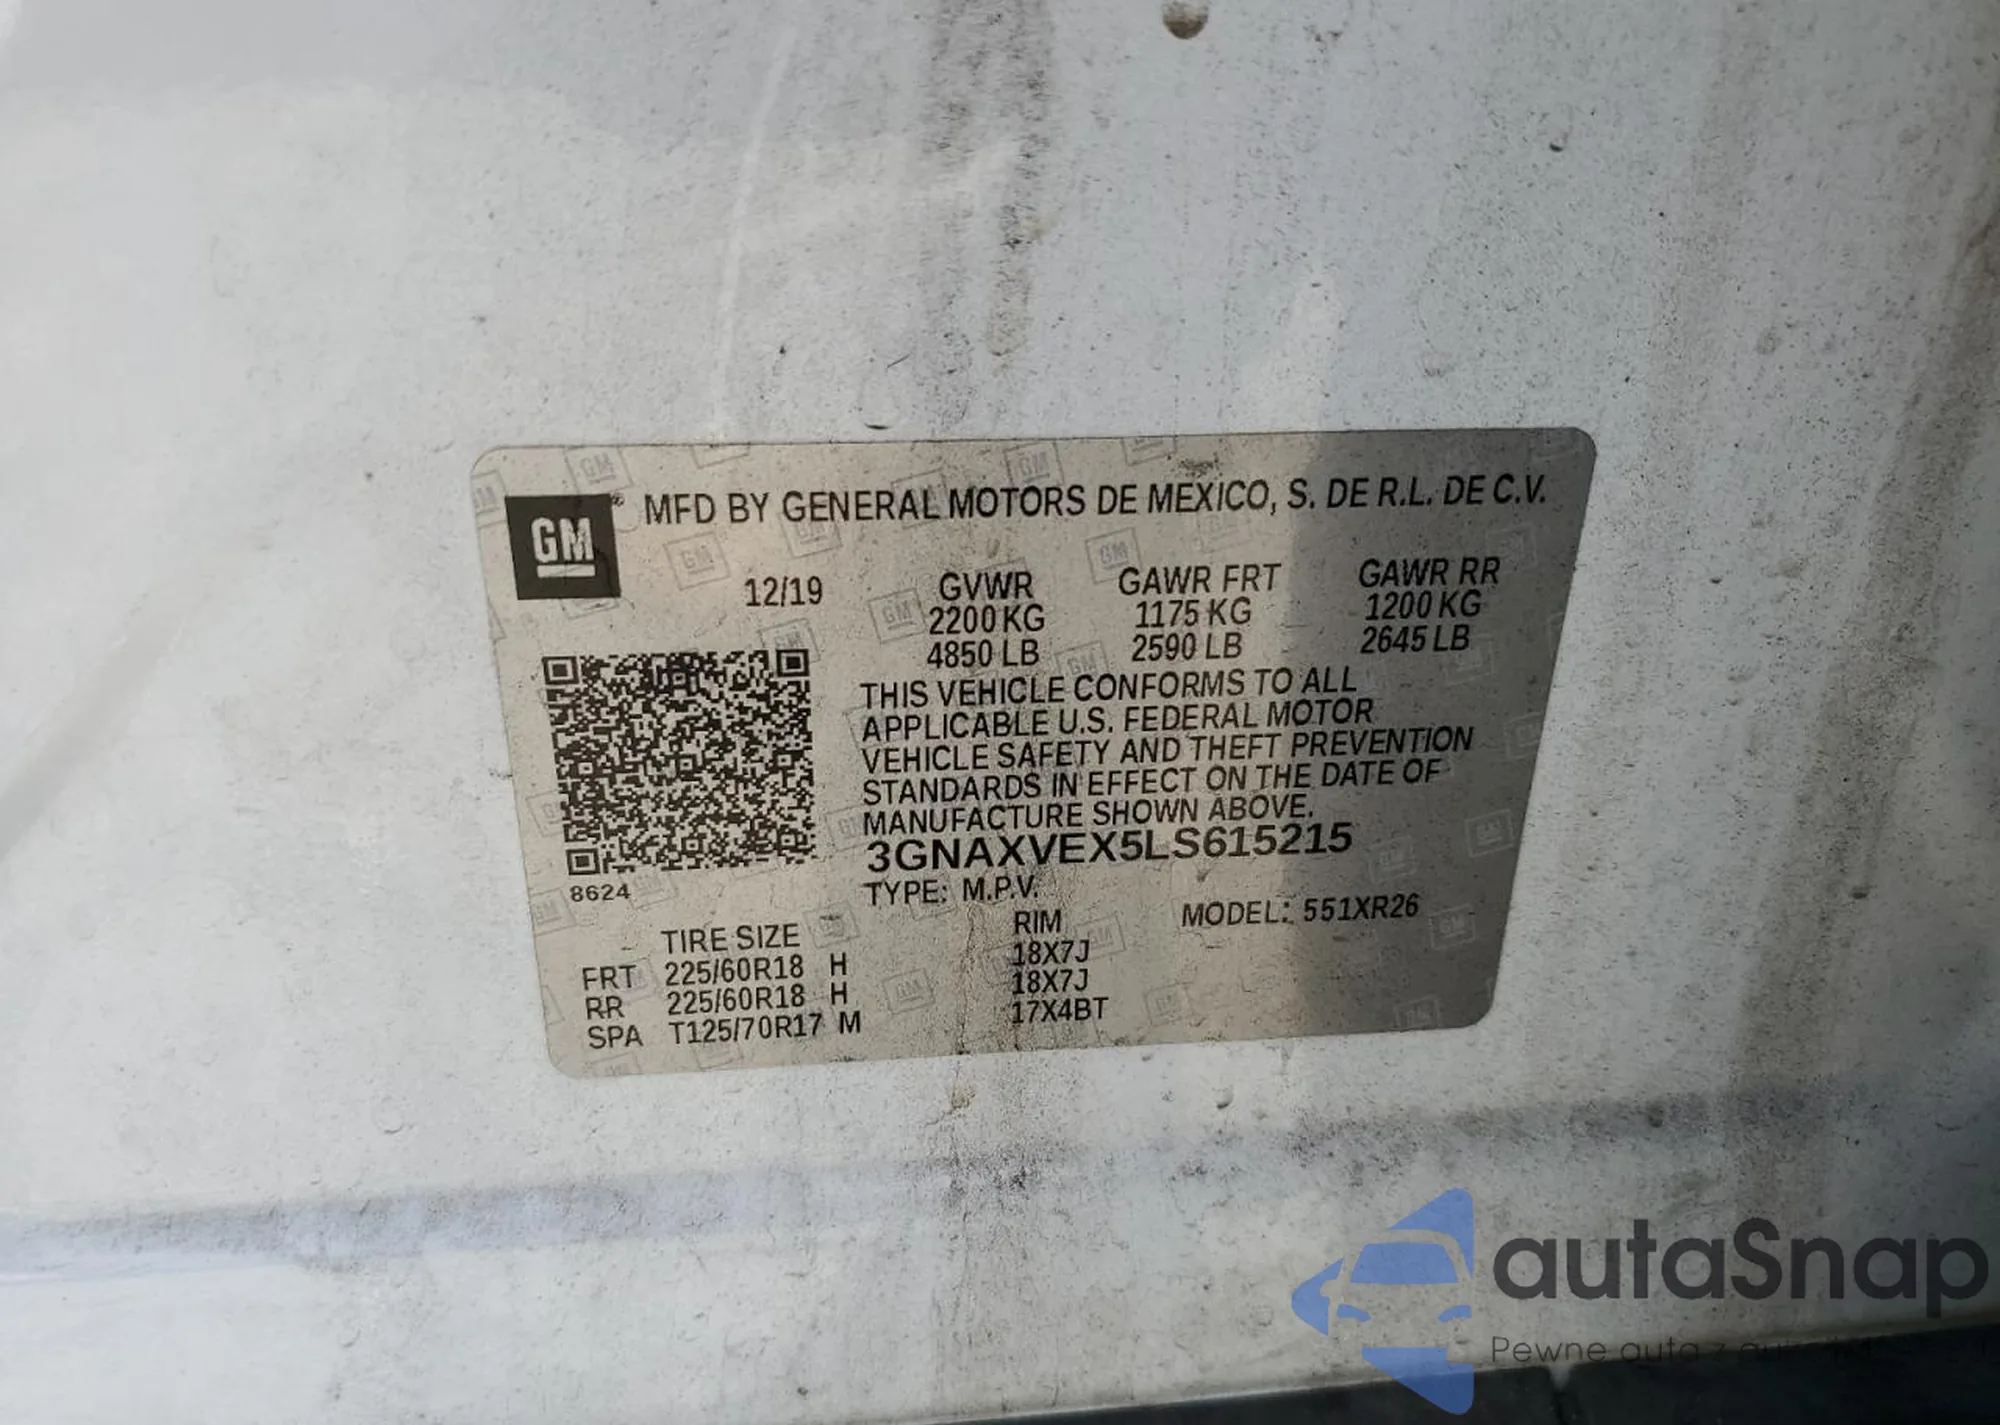 GM® MFD BY GENERAL MOTORS DE MEXICO, S. DE R.L. DE C.V.
12/19 GVWR GAWR FRT GAWR RR
2200 KG 1175 KG 1200 KG
4850 LB 2590 LB 2645 LB
THIS VEHICLE CONFORMS TO ALL
APPLICABLE U.S. FEDERAL MOTOR
VEHICLE SAFETY AND THEFT PREVENTION
STANDARDS IN EFFECT ON THE DATE OF
MANUFACTURE SHOWN ABOVE.
3GNAXVEX5LS615215
8624
TYPE: M.P.V. MODEL: 551XR26
TIRE SIZE RIM
FRT 225/60R18 H 18X7J
RR 225/60R18 H 18X7J
SPA T125/70R17 M 17X4BT
autaSnap
Pewne auta z